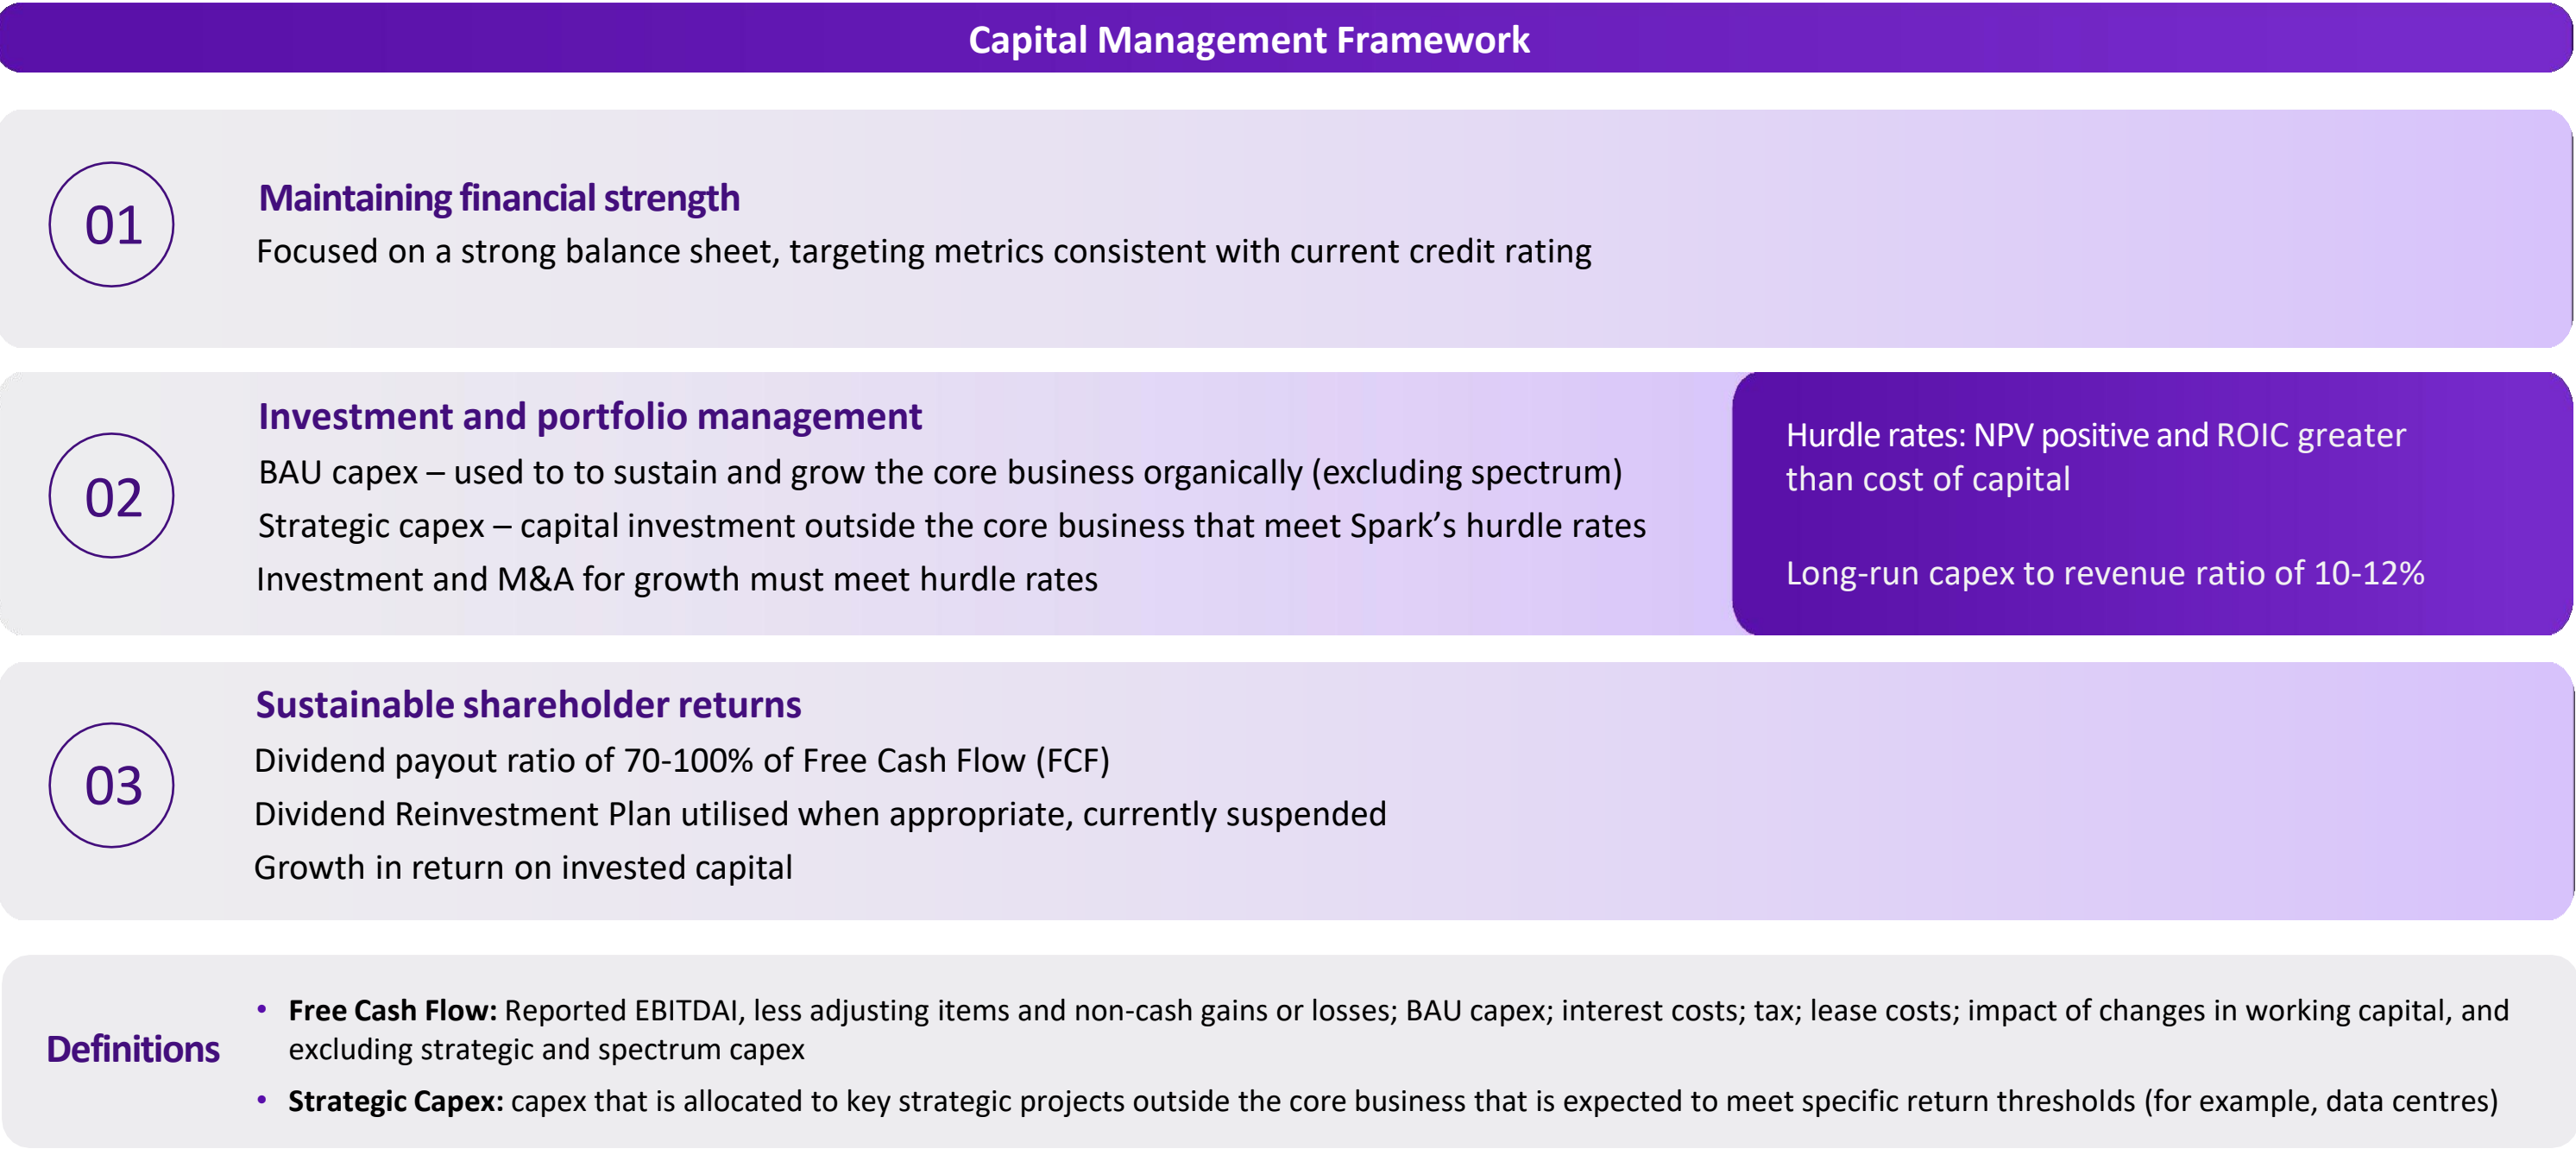 Capital Management Framework
01
Maintaining financial strength
Focused on a strong balance sheet, targeting metrics consistent with current credit rating
02
Investment and portfolio management
BAU capex – used to to sustain and grow the core business organically (excluding spectrum)
Strategic capex – capital investment outside the core business that meet Spark’s hurdle rates
Investment and M&A for growth must meet hurdle rates
Hurdle rates: NPV positive and ROIC greater
than cost of capital
Long-run capex to revenue ratio of 10-12%
03
Sustainable shareholder returns
Dividend payout ratio of 70-100% of Free Cash Flow (FCF)
Dividend Reinvestment Plan utilised when appropriate, currently suspended
Growth in return on invested capital
Definitions
• Free Cash Flow: Reported EBITDAI, less adjusting items and non-cash gains or losses; BAU capex; interest costs; tax; lease costs; impact of changes in working capital, and
excluding strategic and spectrum capex
• Strategic Capex: capex that is allocated to key strategic projects outside the core business that is expected to meet specific return thresholds (for example, data centres)